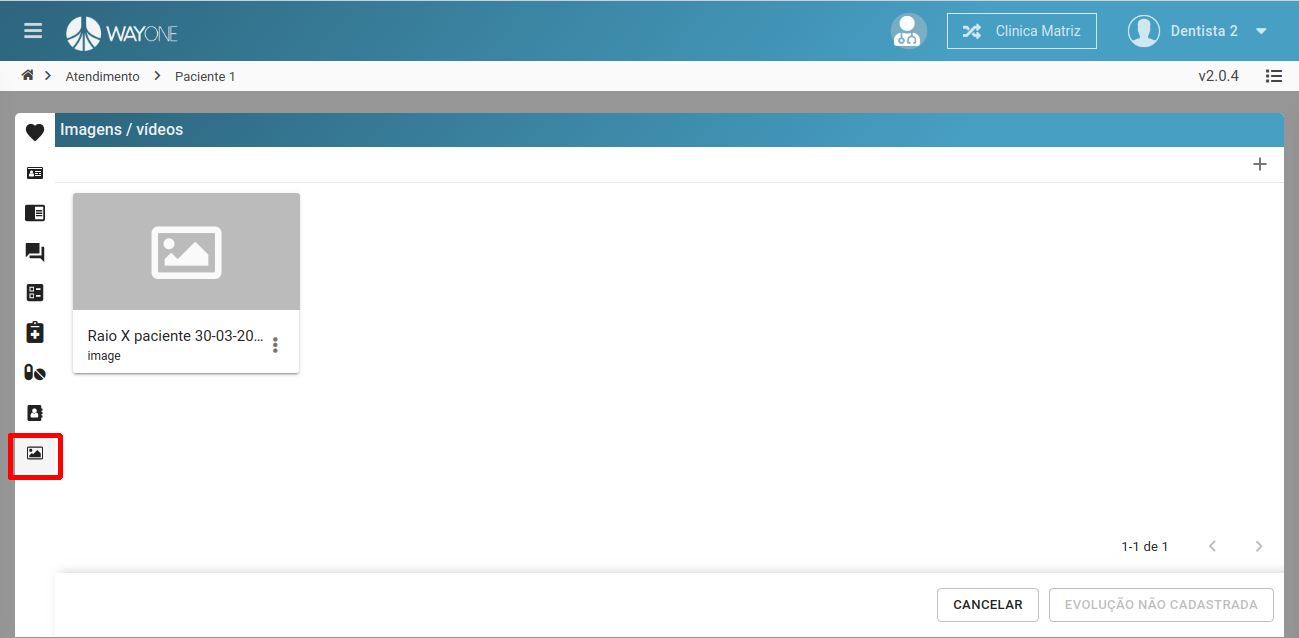 WAYONE
Clinica Matriz
Dentista 2
Atendimento
Paciente 1
v2.0.4
Imagens / vídeos
Raio X paciente 30-03-20...
image
1-1 de 1
CANCELAR
EVOLUÇÃO NÃO CADASTRADA